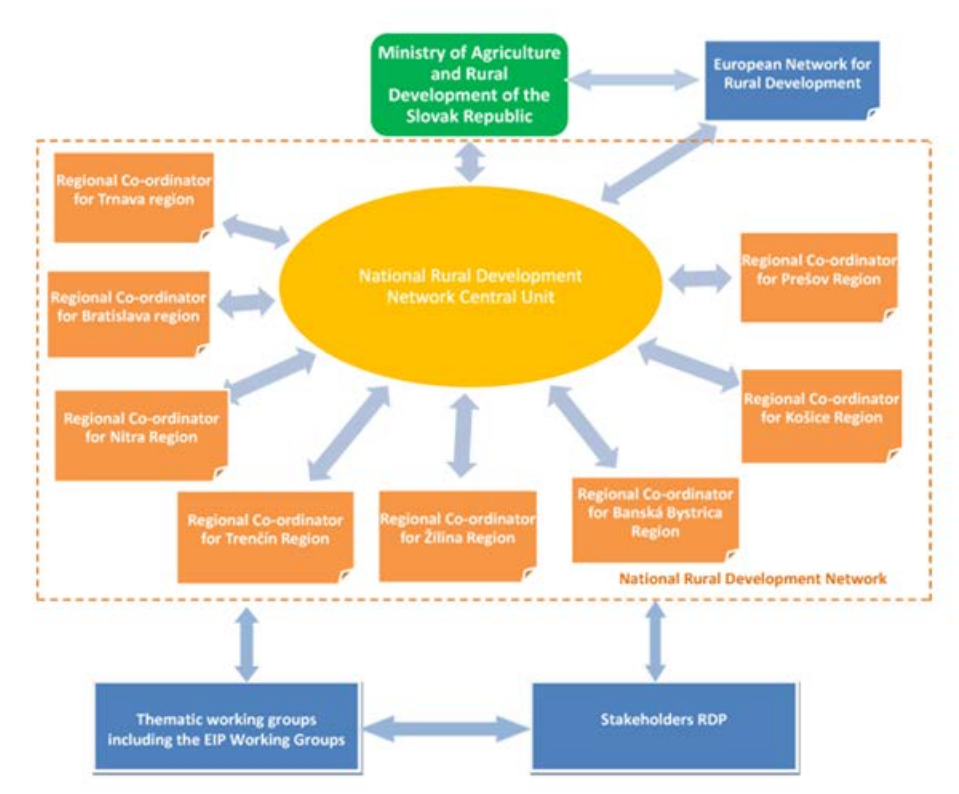 Ministry of Agriculture
and Rural
Development of the
Slovak Republic
European Network for
Rural Development
Regional Co-ordinator
for Trnava region
National Rural Development
Network Central Unit
Regional Co-ordinator
for Prešov Region
Regional Co-ordinator
for Bratislava region
Regional Co-ordinator
for Nitra Region
Regional Co-ordinator
for Košice Region
Regional Co-ordinator
for Trenčín Region
Regional Co-ordinator
for Žilina Region
Regional Co-ordinator
for Banská Bystrica
Region
National Rural Development Network
Thematic working groups
including the EIP Working Groups
Stakeholders RDP